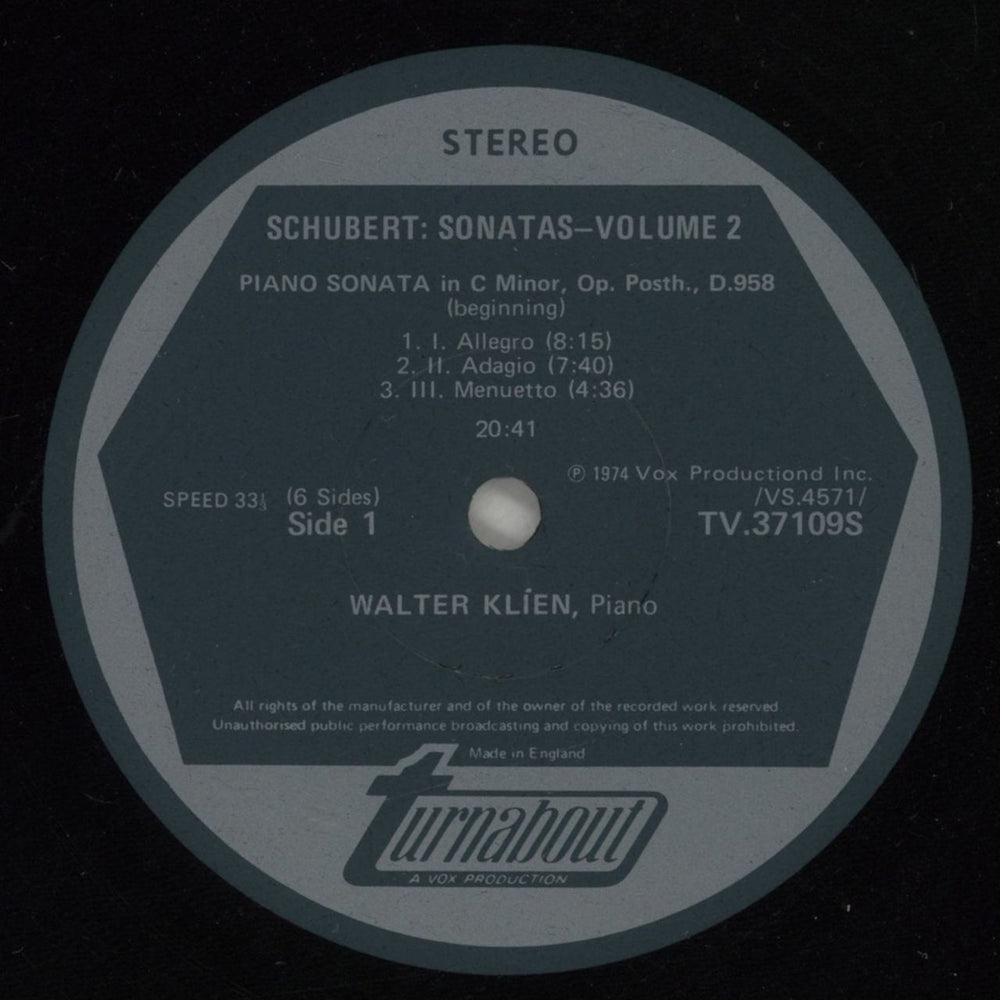 STEREO
SCHUBERT: SONATAS–VOLUME 2
PIANO SONATA in C Minor, Op. Posth., D.958
(beginning)
1. I. Allegro (8:15)
2. II. Adagio (7:40)
3. III. Menuetto (4:36)
20:41
℗ 1974 Vox Productiond Inc.
SPEED 33⅓ (6 Sides) /VS.4571/
Side 1 TV.37109S
WALTER KLÍEN, Piano
All rights of the manufacturer and of the owner of the recorded work reserved
Unauthorised public performance broadcasting and copying of this work prohibited.
Made in England
turnabout
A VOX PRODUCTION